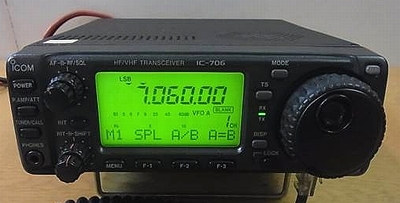 ICOM
AF-⊙-RF/SQL
HF/VHF TRANSCEIVER IC-706
MODE
POWER
LSB
7.060.00
TS
P.AMP/ATT
VFO A
BLANK
1CH
RX
TX
TUNER/CALL
RIT
RIT-⊙-SHIFT
M1 SPL A/B A=B
DISP
LOCK
PHONES
MENU
F-1
F-2
F-3